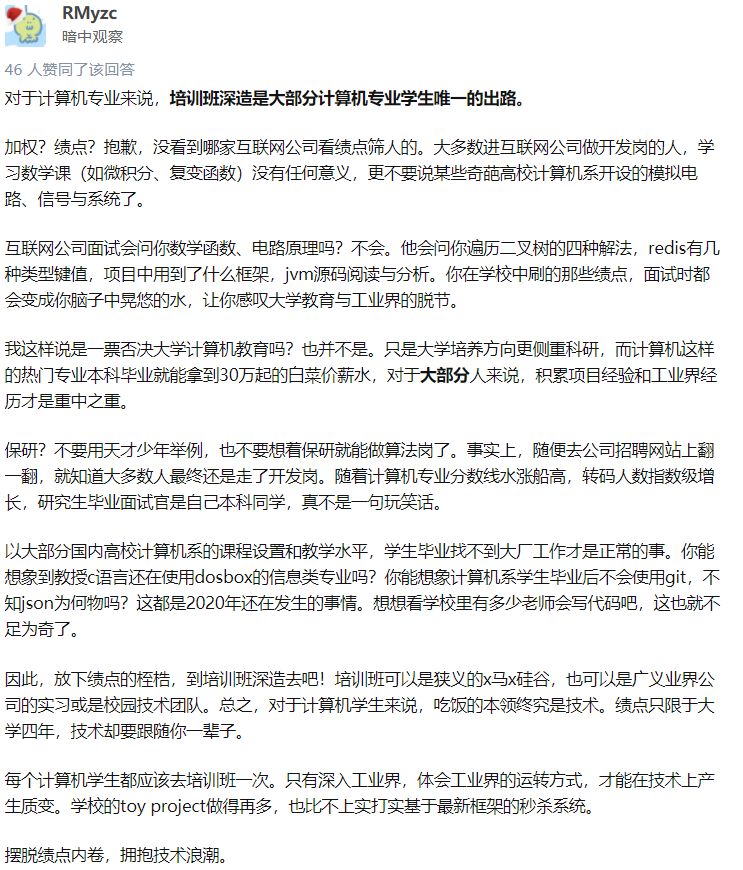 RMyzc
暗中观察
46 人赞同了该回答
对于计算机专业来说，培训班深造是大部分计算机专业学生唯一的出路。
加权？绩点？抱歉，没看到哪家互联网公司看绩点筛人的。大多数进互联网公司做开发岗的人，学
习数学课（如微积分、复变函数）没有任何意义，更不要说某些奇葩高校计算机系开设的模拟电
路、信号与系统了。
互联网公司面试会问你数学函数、电路原理吗？不会。他会问你遍历二叉树的四种解法，redis有几
种类型键值，项目中用到了什么框架，jvm源码阅读与分析。你在学校中刷的那些绩点，面试时都
会变成你脑子中晃悠的水，让你感叹大学教育与工业界的脱节。
我这样说是一票否决大学计算机教育吗？也并不是。只是大学培养方向更侧重科研，而计算机这样
的热门专业本科毕业就能拿到30万起的白菜价薪水，对于大部分人来说，积累项目经验和工业界经
历才是重中之重。
保研？不要用天才少年举例，也不要想着保研就能做算法岗了。事实上，随便去公司招聘网站上翻
一翻，就知道大多数人最终还是走了开发岗。随着计算机专业分数线水涨船高，转码人数指数级增
长，研究生毕业面试官是自己本科同学，真不是一句玩笑话。
以大部分国内高校计算机系的课程设置和教学水平，学生毕业找不到大厂工作才是正常的事。你能
想象到教授c语言还在使用dosbox的信息类专业吗？你能想象计算机系学生毕业后不会使用git，不
知json为何物吗？这都是2020年还在发生的事情。想想看学校里有多少老师会写代码吧，这也就不
足为奇了。
因此，放下绩点的桎梏，到培训班深造去吧！培训班可以是狭义的x马x硅谷，也可以是广义业界公
司的实习或是校园技术团队。总之，对于计算机学生来说，吃饭的本领终究是技术。绩点只限于大
学四年，技术却要跟随你一辈子。
每个计算机学生都应该去培训班一次。只有深入工业界，体会工业界的运转方式，才能在技术上产
生质变。学校的toy project做得再多，也比不上实打实基于最新框架的秒杀系统。
摆脱绩点内卷，拥抱技术浪潮。